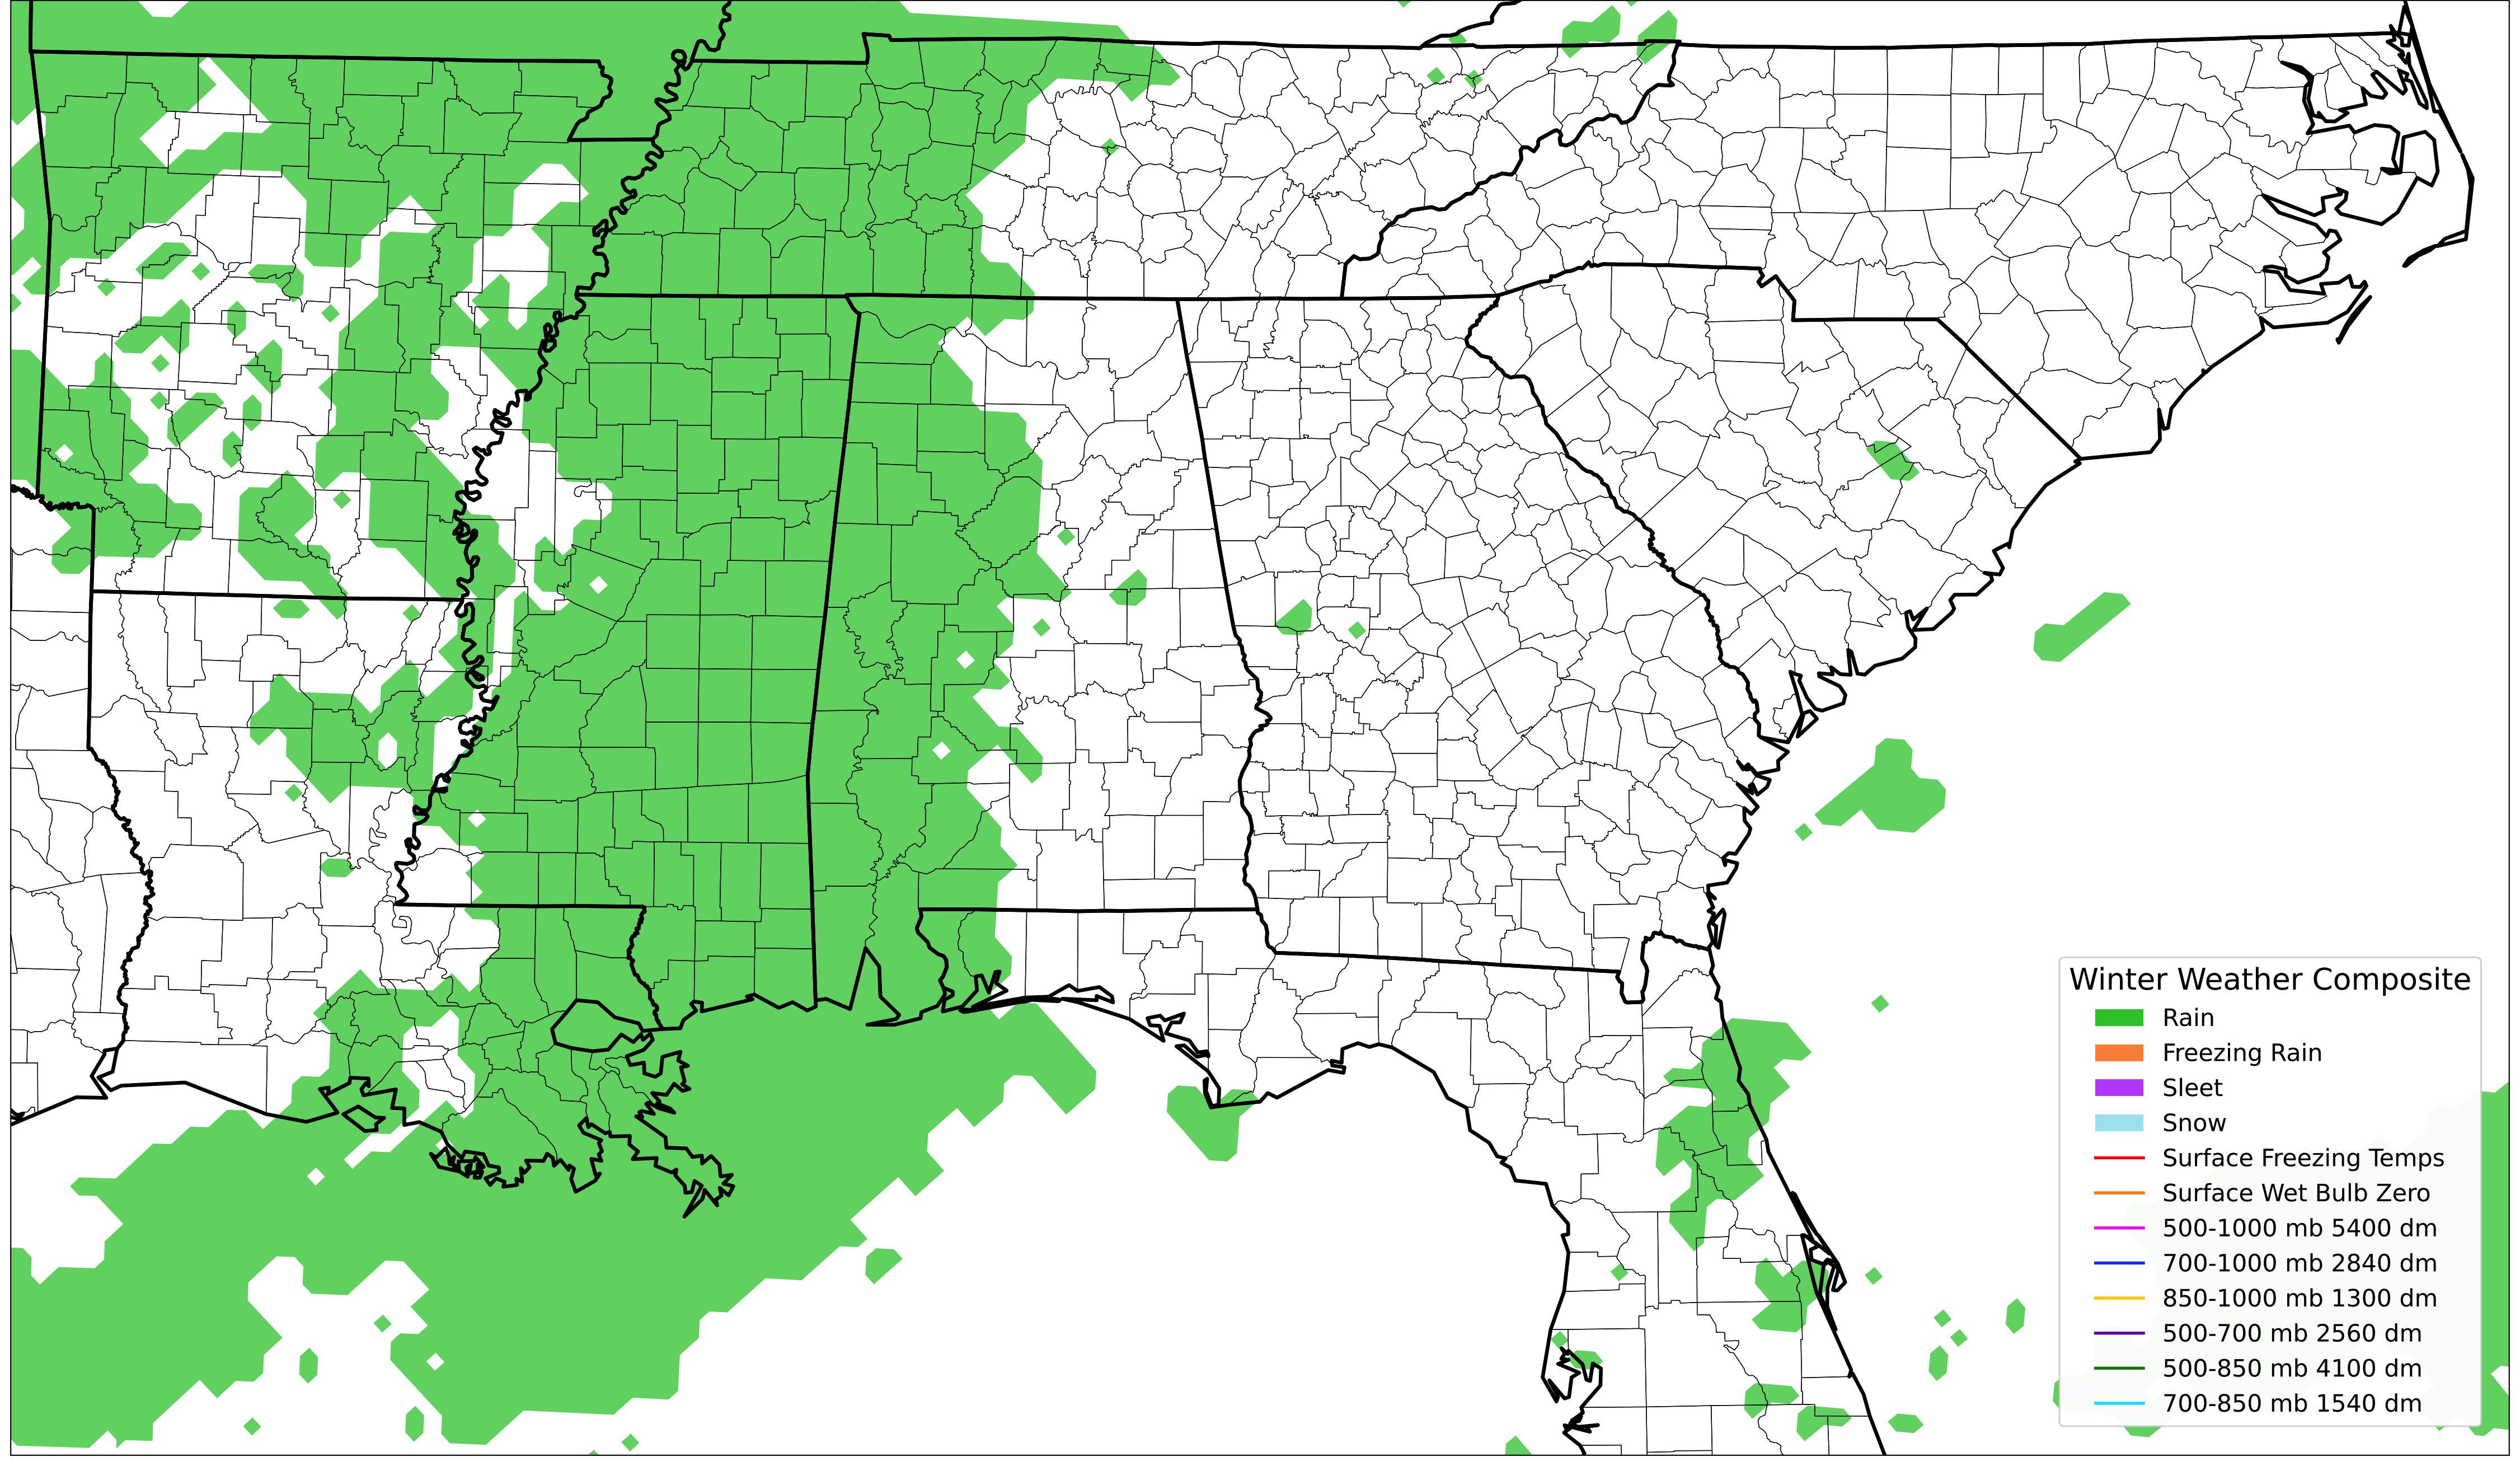 Winter Weather Composite
Rain
Freezing Rain
Sleet
Snow
Surface Freezing Temps
Surface Wet Bulb Zero
500-1000 mb 5400 dm
700-1000 mb 2840 dm
850-1000 mb 1300 dm
500-700 mb 2560 dm
500-850 mb 4100 dm
700-850 mb 1540 dm